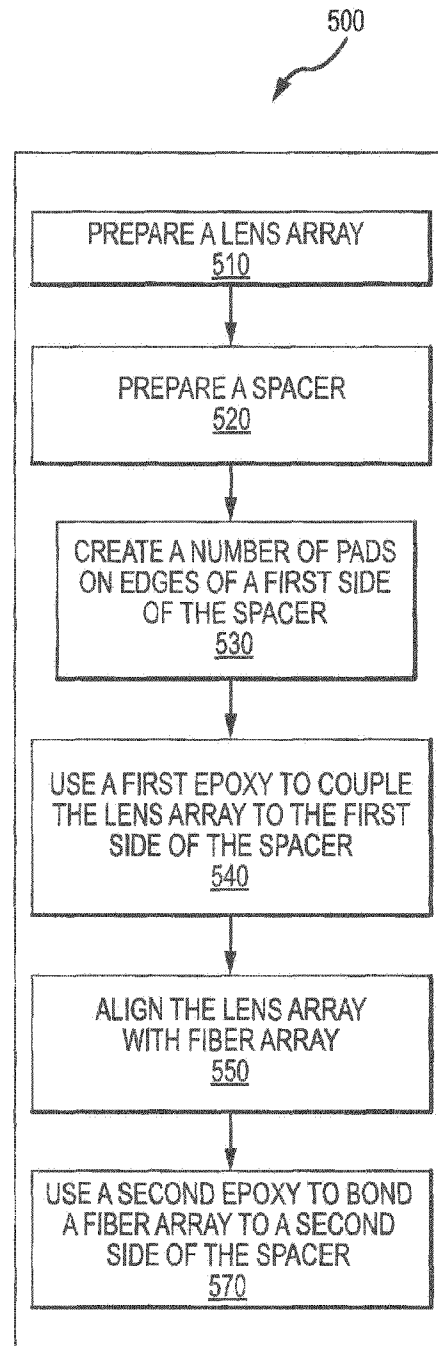 500
PREPARE A LENS ARRAY
510
PREPARE A SPACER
520
CREATE A NUMBER OF PADS
ON EDGES OF A FIRST SIDE
OF THE SPACER
530
USE A FIRST EPOXY TO COUPLE
THE LENS ARRAY TO THE FIRST
SIDE OF THE SPACER
540
ALIGN THE LENS ARRAY
WITH FIBER ARRAY
550
USE A SECOND EPOXY TO BOND
A FIBER ARRAY TO A SECOND
SIDE OF THE SPACER
570